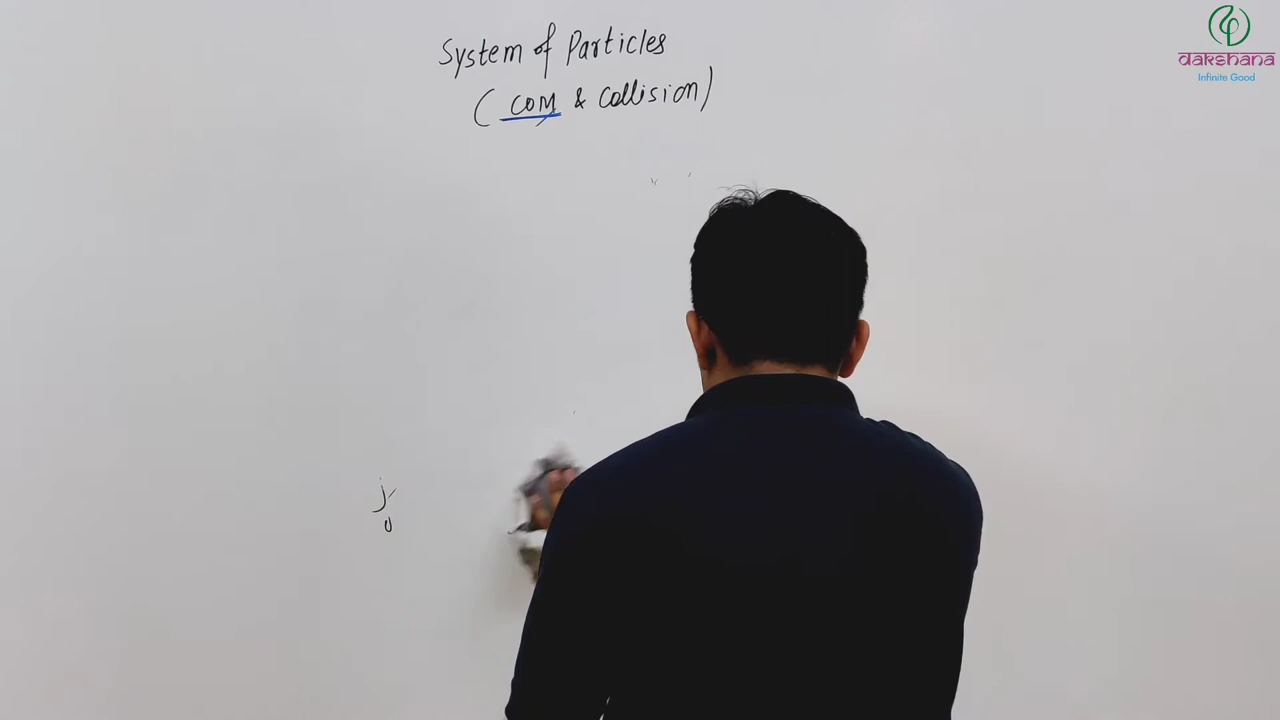 System of Particles
(COM & Collision)
dakshana
Infinite Good